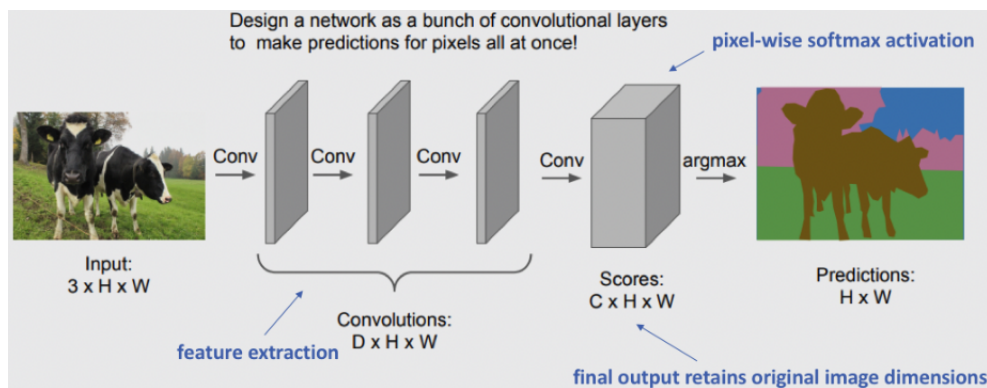 Design a network as a bunch of convolutional layers
to make predictions for pixels all at once!
pixel-wise softmax activation
Conv
Conv
Conv
Conv
argmax
Input:
3 x H x W
Convolutions:
D x H x W
Scores:
C x H x W
Predictions:
H x W
feature extraction
final output retains original image dimensions